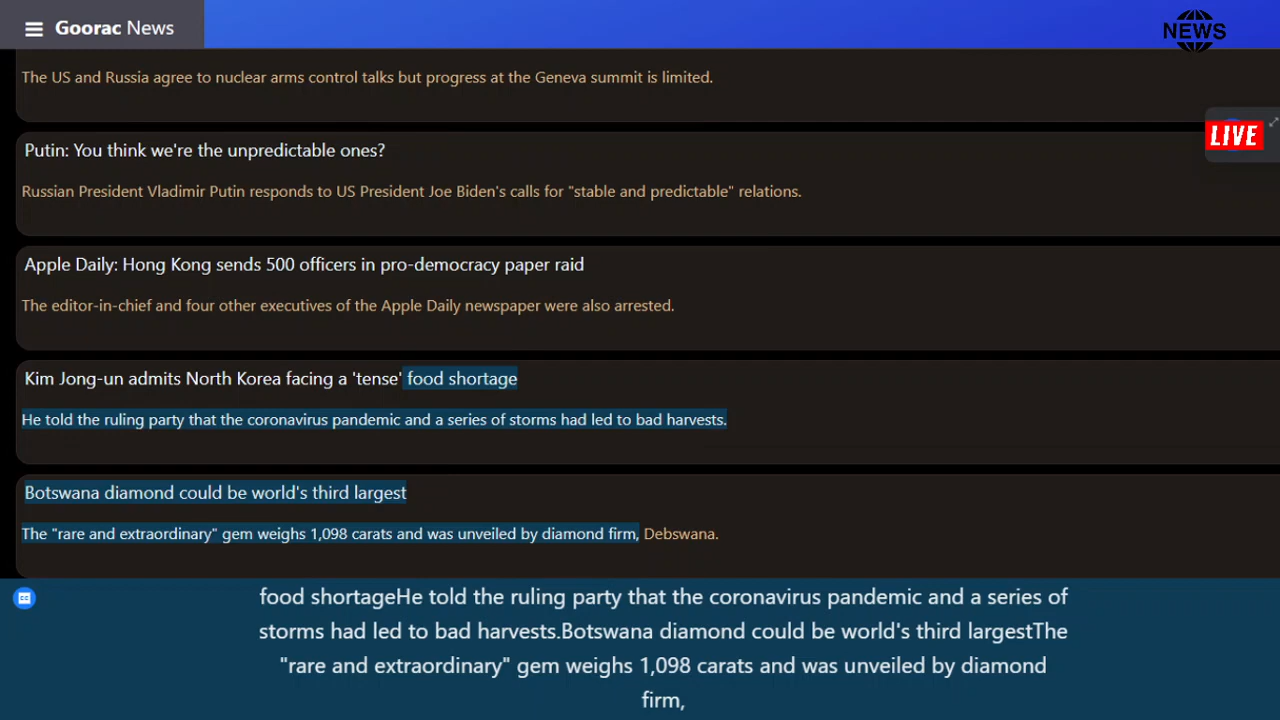 Goorac News
NEWS
The US and Russia agree to nuclear arms control talks but progress at the Geneva summit is limited.
LIVE
Putin: You think we're the unpredictable ones?
Russian President Vladimir Putin responds to US President Joe Biden's calls for "stable and predictable" relations.
Apple Daily: Hong Kong sends 500 officers in pro-democracy paper raid
The editor-in-chief and four other executives of the Apple Daily newspaper were also arrested.
Kim Jong-un admits North Korea facing a 'tense' food shortage
He told the ruling party that the coronavirus pandemic and a series of storms had led to bad harvests.
Botswana diamond could be world's third largest
The "rare and extraordinary" gem weighs 1,098 carats and was unveiled by diamond firm, Debswana.
CC
food shortageHe told the ruling party that the coronavirus pandemic and a series of
storms had led to bad harvests.Botswana diamond could be world's third largestThe
"rare and extraordinary" gem weighs 1,098 carats and was unveiled by diamond
firm,